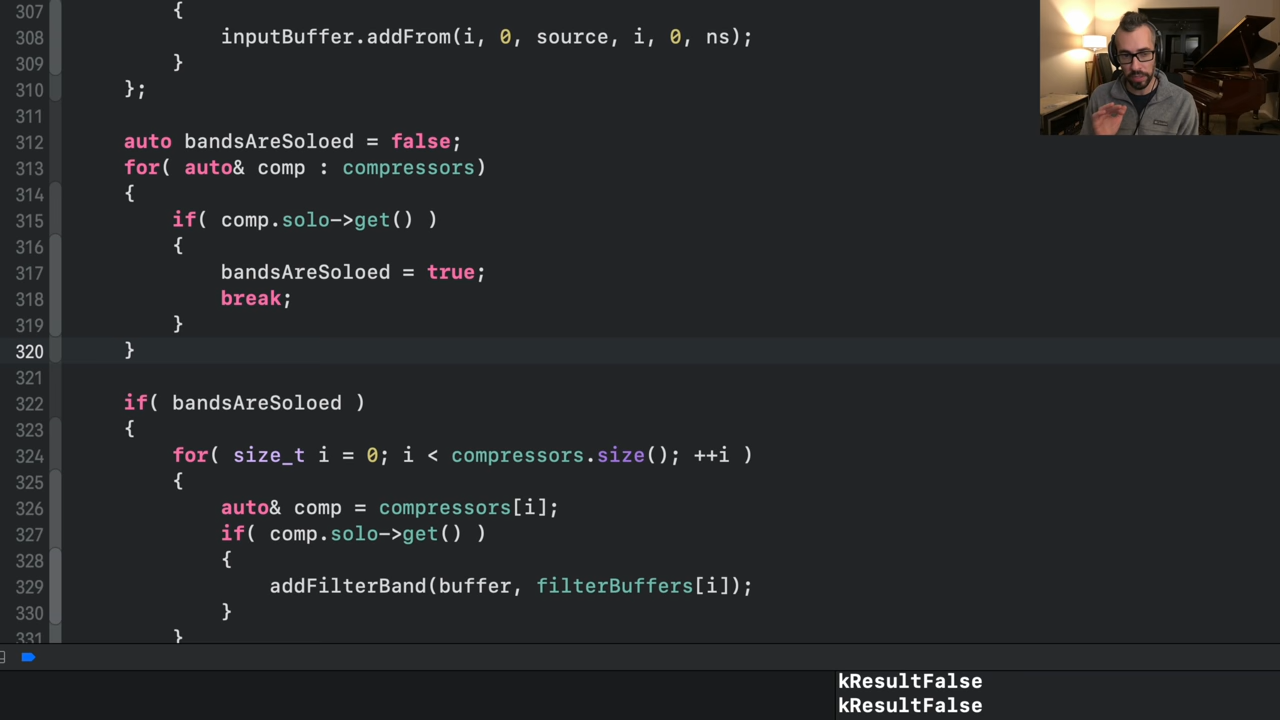 307 {
308 inputBuffer.addFrom(i, 0, source, i, 0, ns);
309 }
310 };
311
312 auto bandsAreSoloed = false;
313 for( auto& comp : compressors)
314 {
315 if( comp.solo->get() )
316 {
317 bandsAreSoloed = true;
318 break;
319 }
320 }
321
322 if( bandsAreSoloed )
323 {
324 for( size_t i = 0; i < compressors.size(); ++i )
325 {
326 auto& comp = compressors[i];
327 if( comp.solo->get() )
328 {
329 addFilterBand(buffer, filterBuffers[i]);
330 }
331 }
kResultFalse
kResultFalse